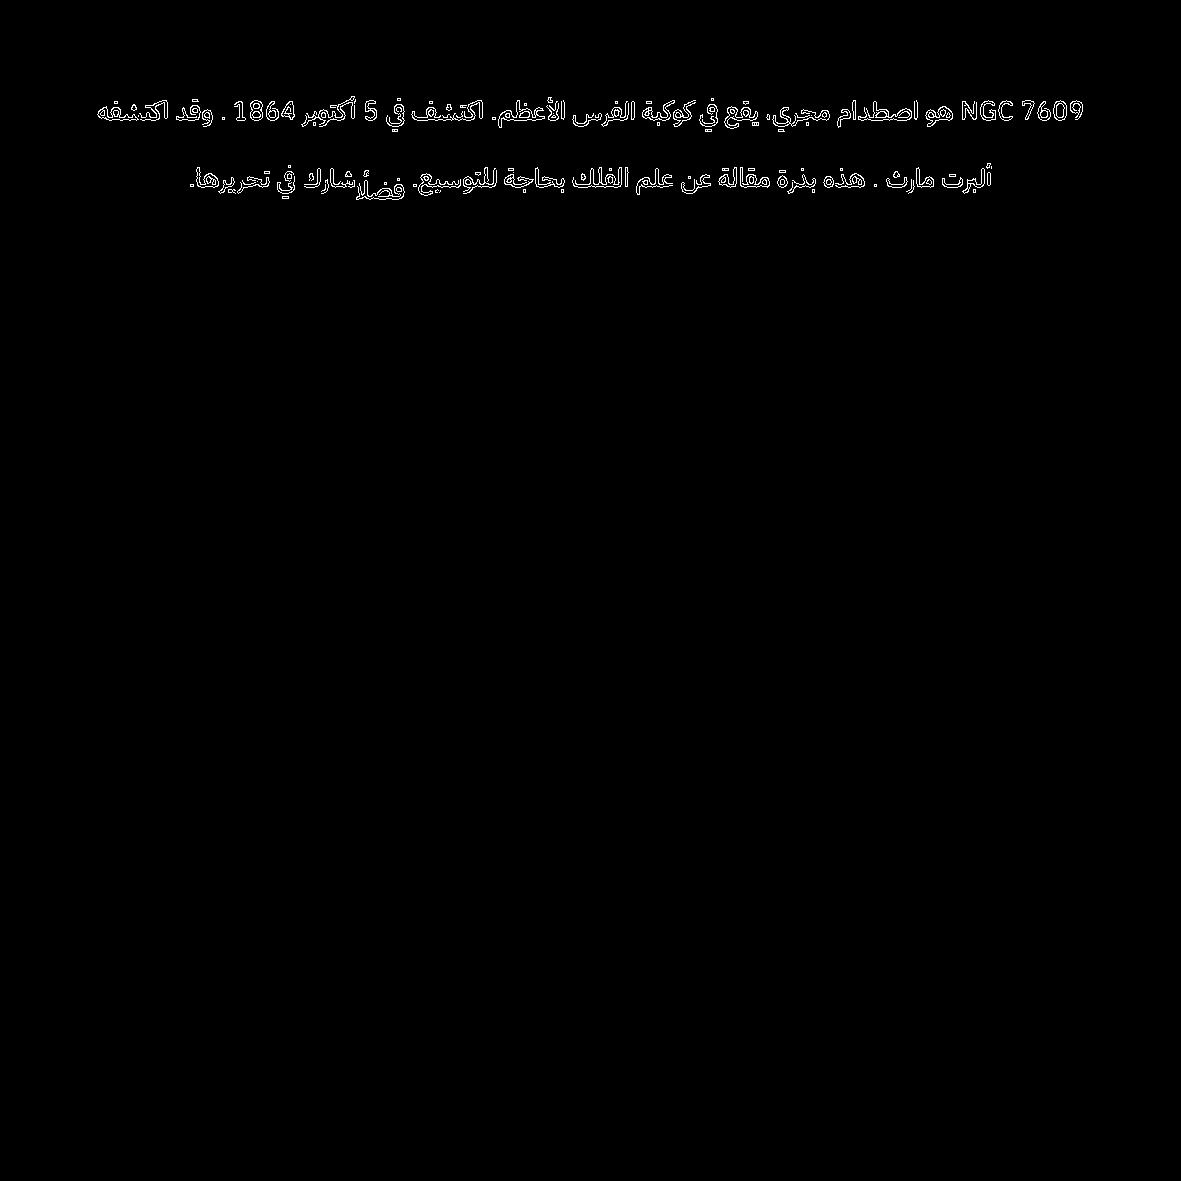 NGC 7609 هو اصطدام مجري، يقع في كوكبة الفرس الأعظم. اكتشف في 5 أكتوبر 1864 . وقد اكتشفه
ألبرت مارث . هذه بذرة مقالة عن علم الفلك بحاجة للتوسيع. فضلًا شارك في تحريرها.